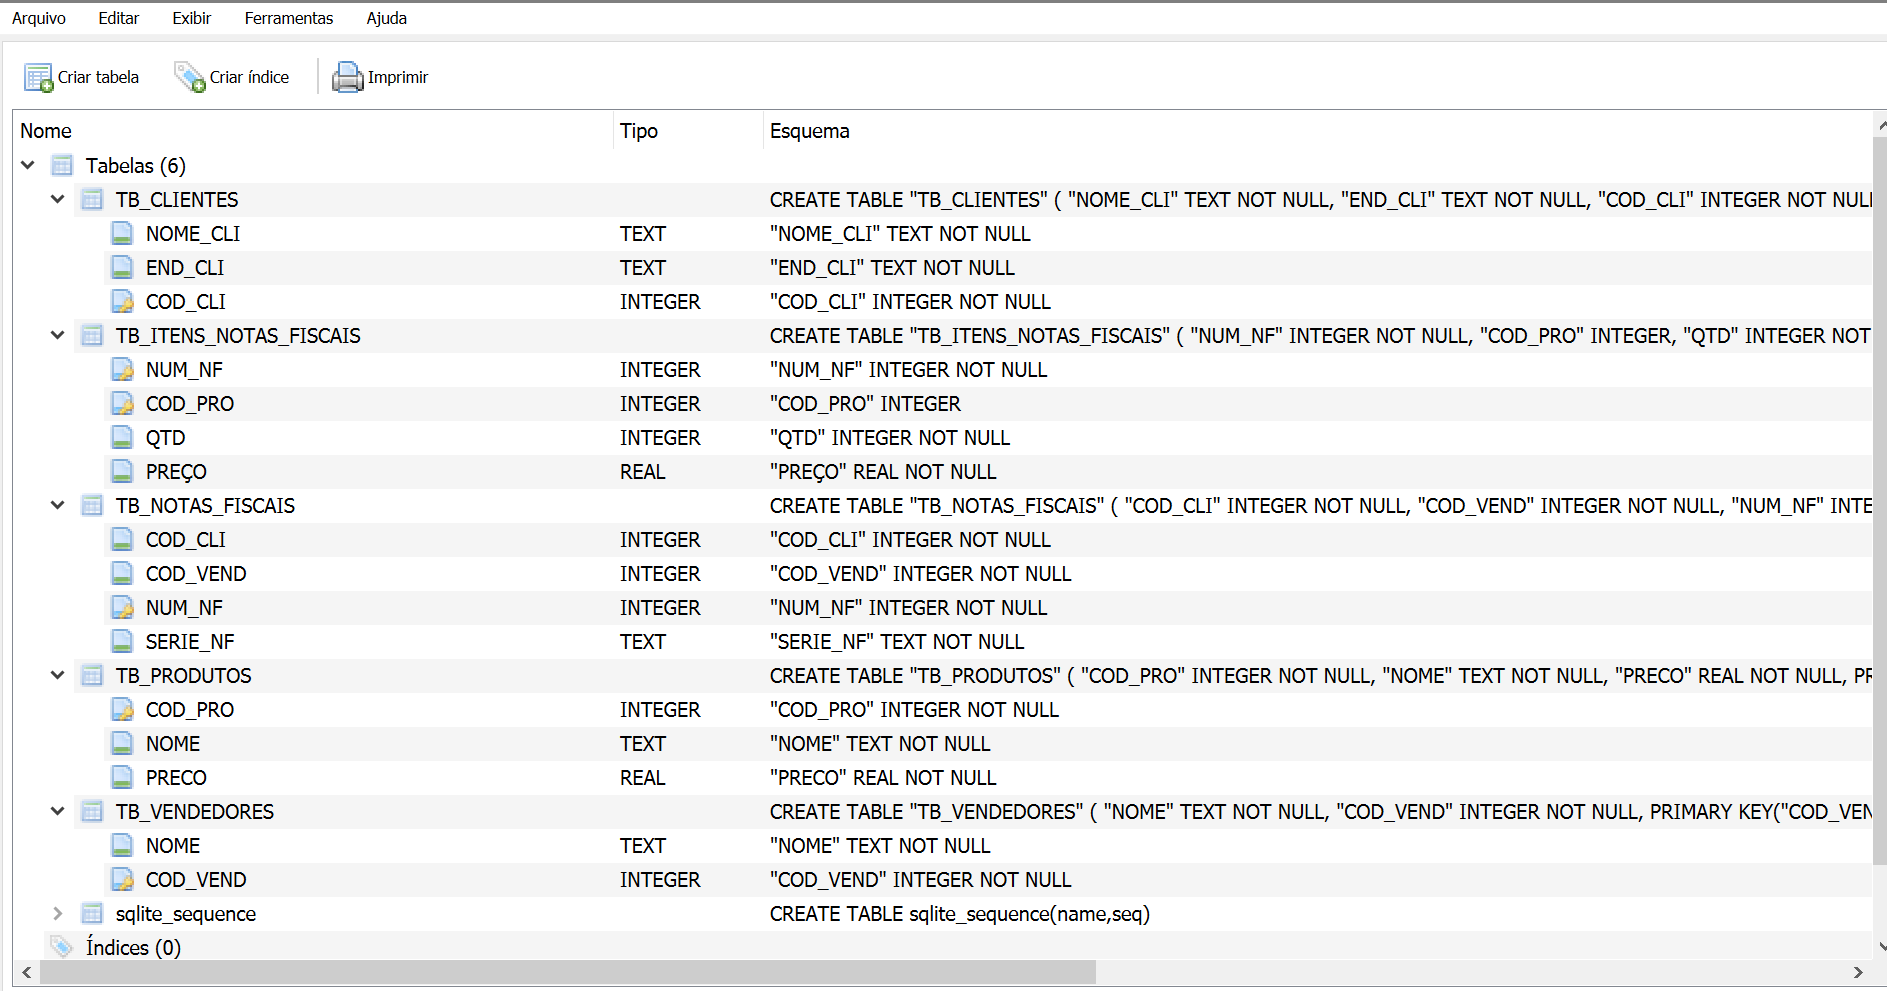 Arquivo Editar Exibir Ferramentas Ajuda
Criar tabela Criar índice Imprimir
Nome Tipo Esquema
Tabelas (6)
TB_CLIENTES CREATE TABLE "TB_CLIENTES" ( "NOME_CLI" TEXT NOT NULL, "END_CLI" TEXT NOT NULL, "COD_CLI" INTEGER NOT NULL
NOME_CLI TEXT "NOME_CLI" TEXT NOT NULL
END_CLI TEXT "END_CLI" TEXT NOT NULL
COD_CLI INTEGER "COD_CLI" INTEGER NOT NULL
TB_ITENS_NOTAS_FISCAIS CREATE TABLE "TB_ITENS_NOTAS_FISCAIS" ( "NUM_NF" INTEGER NOT NULL, "COD_PRO" INTEGER, "QTD" INTEGER NOT
NUM_NF INTEGER "NUM_NF" INTEGER NOT NULL
COD_PRO INTEGER "COD_PRO" INTEGER
QTD INTEGER "QTD" INTEGER NOT NULL
PREÇO REAL "PREÇO" REAL NOT NULL
TB_NOTAS_FISCAIS CREATE TABLE "TB_NOTAS_FISCAIS" ( "COD_CLI" INTEGER NOT NULL, "COD_VEND" INTEGER NOT NULL, "NUM_NF" INTE
COD_CLI INTEGER "COD_CLI" INTEGER NOT NULL
COD_VEND INTEGER "COD_VEND" INTEGER NOT NULL
NUM_NF INTEGER "NUM_NF" INTEGER NOT NULL
SERIE_NF TEXT "SERIE_NF" TEXT NOT NULL
TB_PRODUTOS CREATE TABLE "TB_PRODUTOS" ( "COD_PRO" INTEGER NOT NULL, "NOME" TEXT NOT NULL, "PRECO" REAL NOT NULL, PR
COD_PRO INTEGER "COD_PRO" INTEGER NOT NULL
NOME TEXT "NOME" TEXT NOT NULL
PRECO REAL "PRECO" REAL NOT NULL
TB_VENDEDORES CREATE TABLE "TB_VENDEDORES" ( "NOME" TEXT NOT NULL, "COD_VEND" INTEGER NOT NULL, PRIMARY KEY("COD_VEN
NOME TEXT "NOME" TEXT NOT NULL
COD_VEND INTEGER "COD_VEND" INTEGER NOT NULL
sqlite_sequence CREATE TABLE sqlite_sequence(name,seq)
Índices (0)